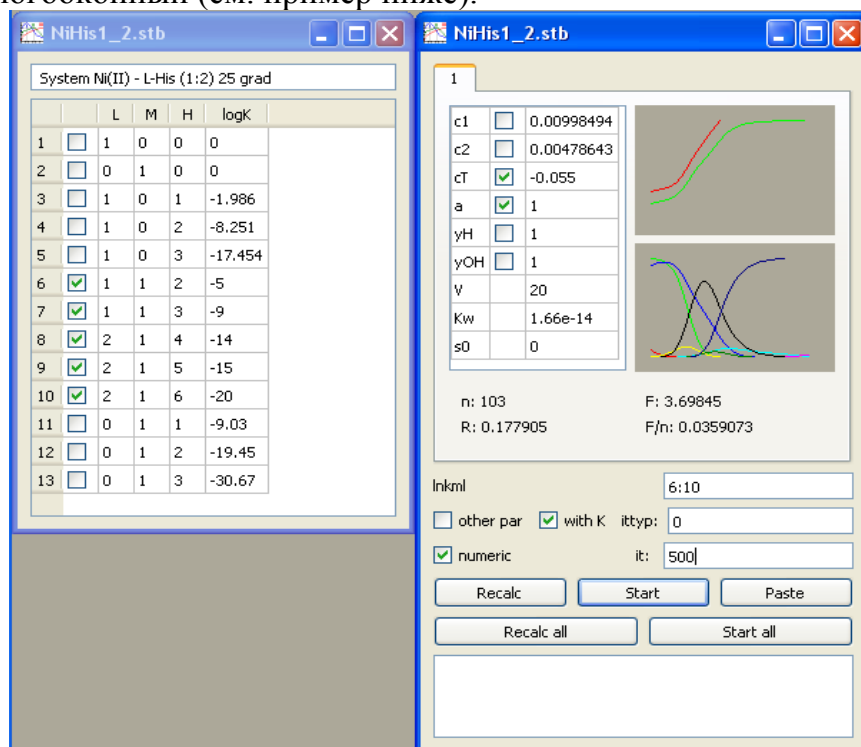 (см. пример ниже).
NiHis1_2.stb
System Ni(II) - L-His (1:2) 25 grad
L M H logK
1 1 0 0 0
2 0 1 0 0
3 1 0 1 -1.986
4 1 0 2 -8.251
5 1 0 3 -17.454
6 1 1 2 -5
7 1 1 3 -9
8 2 1 4 -14
9 2 1 5 -15
10 2 1 6 -20
11 0 1 1 -9.03
12 0 1 2 -19.45
13 0 1 3 -30.67
NiHis1_2.stb
1
c1 0.00998494
c2 0.00478643
cT -0.055
a 1
yH 1
yOH 1
V 20
Kw 1.66e-14
s0 0
n: 103 F: 3.69845
R: 0.177905 F/n: 0.0359073
lnkml 6:10
other par with K ittyp: 0
numeric it: 500
Recalc Start Paste
Recalc all Start all